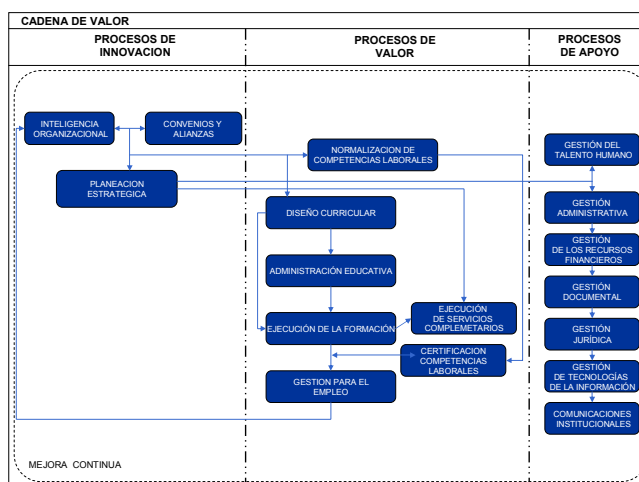 CADENA DE VALOR
PROCESOS DE
INNOVACION
PROCESOS DE
VALOR
PROCESOS
DE APOYO
INTELIGENCIA
ORGANIZACIONAL
CONVENIOS Y
ALIANZAS
PLANEACION
ESTRATEGICA
NORMALIZACION DE
COMPETENCIAS LABORALES
DISEÑO CURRICULAR
ADMINISTRACIÓN EDUCATIVA
EJECUCIÓN DE LA FORMACIÓN
EJECUCIÓN
DE SERVICIOS
COMPLEMETARIOS
CERTIFICACION
COMPETENCIAS
LABORALES
GESTION PARA EL
EMPLEO
GESTIÓN DEL
TALENTO HUMANO
GESTIÓN
ADMINISTRATIVA
GESTIÓN
DE LOS RECURSOS
FINANCIEROS
GESTIÓN
DOCUMENTAL
GESTIÓN
JURÍDICA
GESTIÓN
DE TECNOLOGÍAS
DE LA INFORMACIÓN
COMUNICACIONES
INSTITUCIONALES
MEJORA CONTINUA